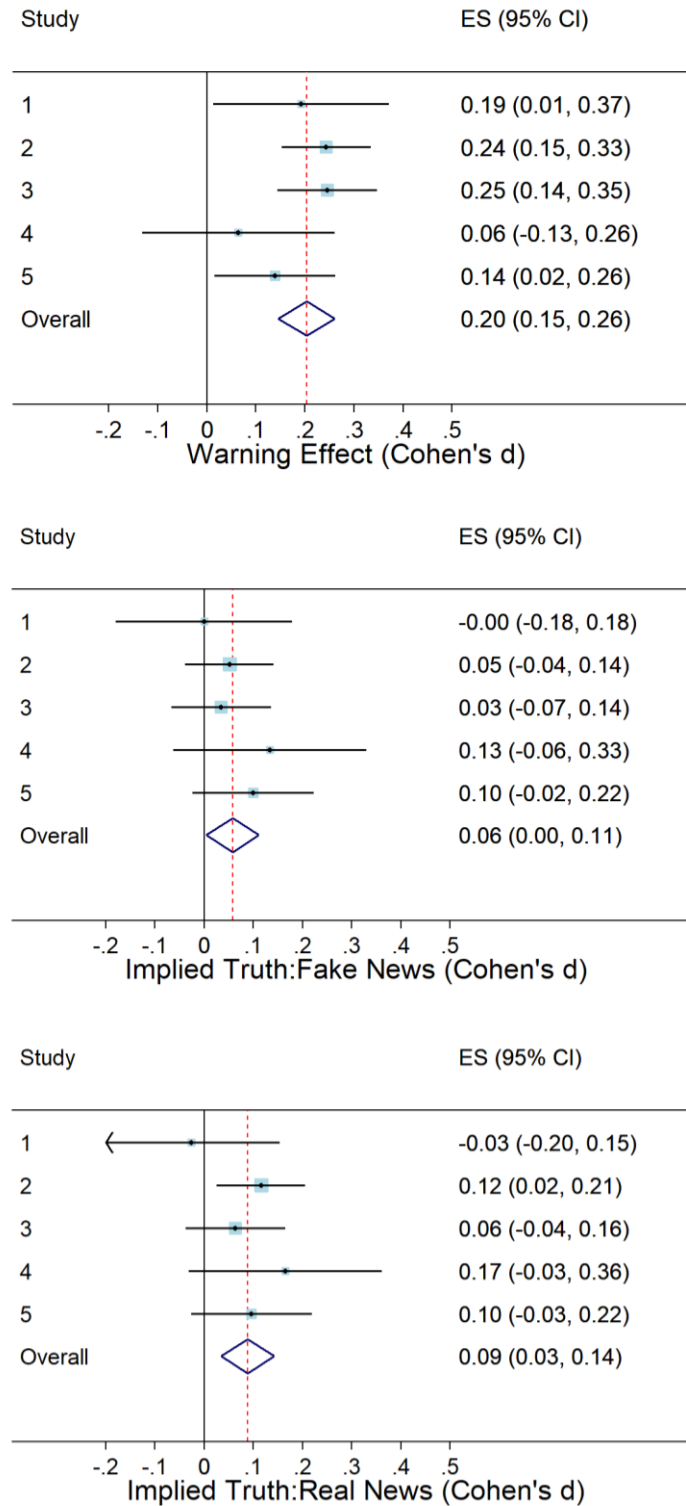 Study ES (95% CI)
1 0.19 (0.01, 0.37)
2 0.24 (0.15, 0.33)
3 0.25 (0.14, 0.35)
4 0.06 (-0.13, 0.26)
5 0.14 (0.02, 0.26)
Overall 0.20 (0.15, 0.26)
-.2 -.1 0 .1 .2 .3 .4 .5
Warning Effect (Cohen's d)
Study ES (95% CI)
1 -0.00 (-0.18, 0.18)
2 0.05 (-0.04, 0.14)
3 0.03 (-0.07, 0.14)
4 0.13 (-0.06, 0.33)
5 0.10 (-0.02, 0.22)
Overall 0.06 (0.00, 0.11)
-.2 -.1 0 .1 .2 .3 .4 .5
Implied Truth:Fake News (Cohen's d)
Study ES (95% CI)
1 -0.03 (-0.20, 0.15)
2 0.12 (0.02, 0.21)
3 0.06 (-0.04, 0.16)
4 0.17 (-0.03, 0.36)
5 0.10 (-0.03, 0.22)
Overall 0.09 (0.03, 0.14)
-.2 -.1 0 .1 .2 .3 .4 .5
Implied Truth:Real News (Cohen's d)